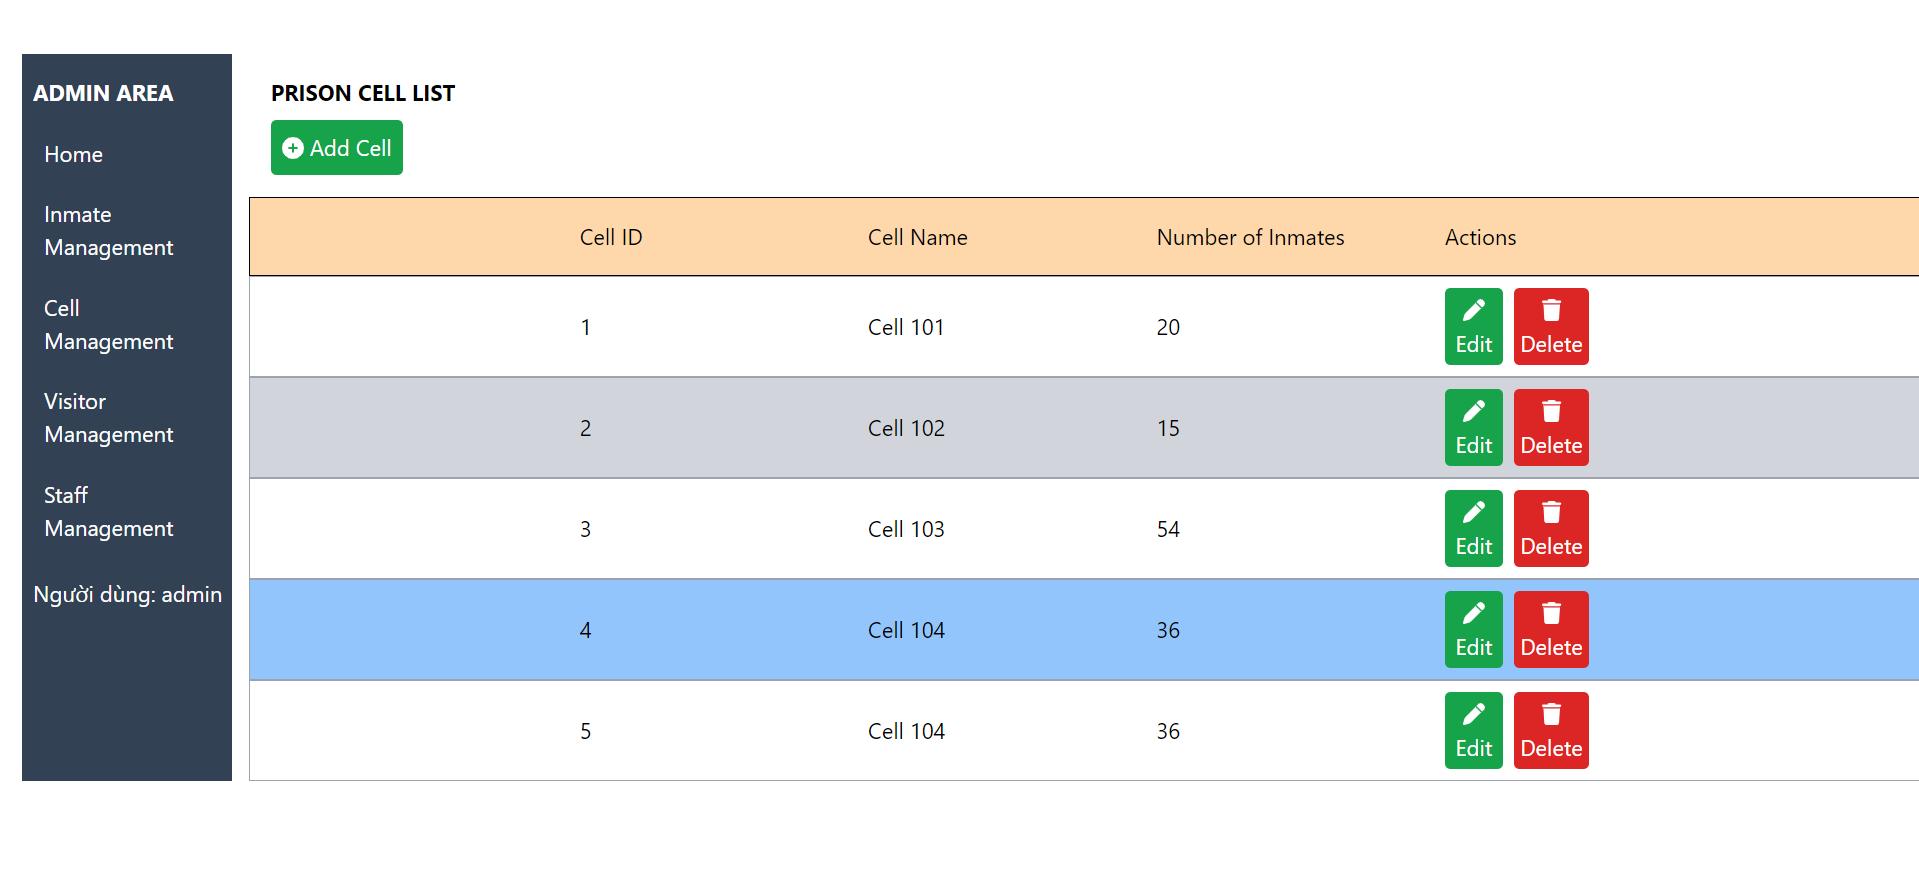 ADMIN AREA
Home
Inmate
Management
Cell
Management
Visitor
Management
Staff
Management
Người dùng: admin
PRISON CELL LIST
Add Cell
Cell ID Cell Name Number of Inmates Actions
1 Cell 101 20 Edit Delete
2 Cell 102 15 Edit Delete
3 Cell 103 54 Edit Delete
4 Cell 104 36 Edit Delete
5 Cell 104 36 Edit Delete